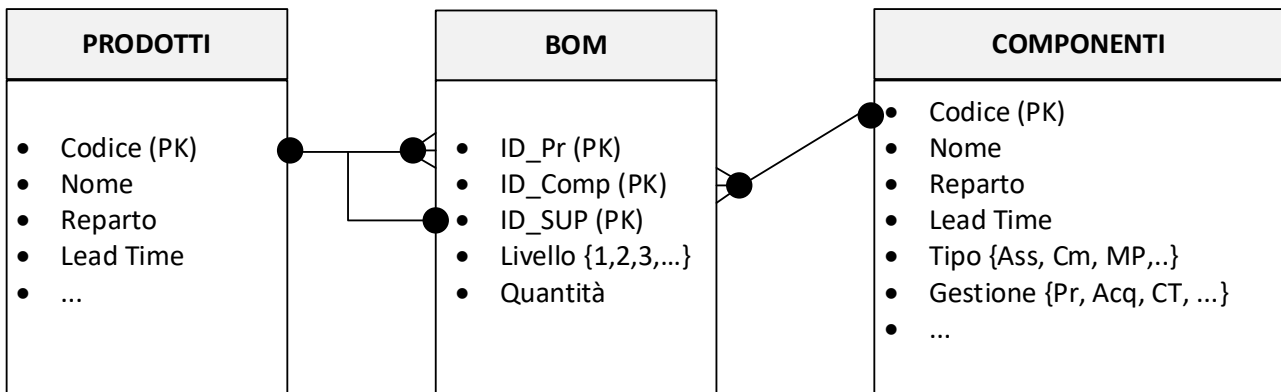 PRODOTTI
• Codice (PK)
• Nome
• Reparto
• Lead Time
• ...
BOM
• ID_Pr (PK)
• ID_Comp (PK)
• ID_SUP (PK)
• Livello {1,2,3,...}
• Quantità
COMPONENTI
• Codice (PK)
• Nome
• Reparto
• Lead Time
• Tipo {Ass, Cm, MP,..}
• Gestione {Pr, Acq, CT, ...}
• ...